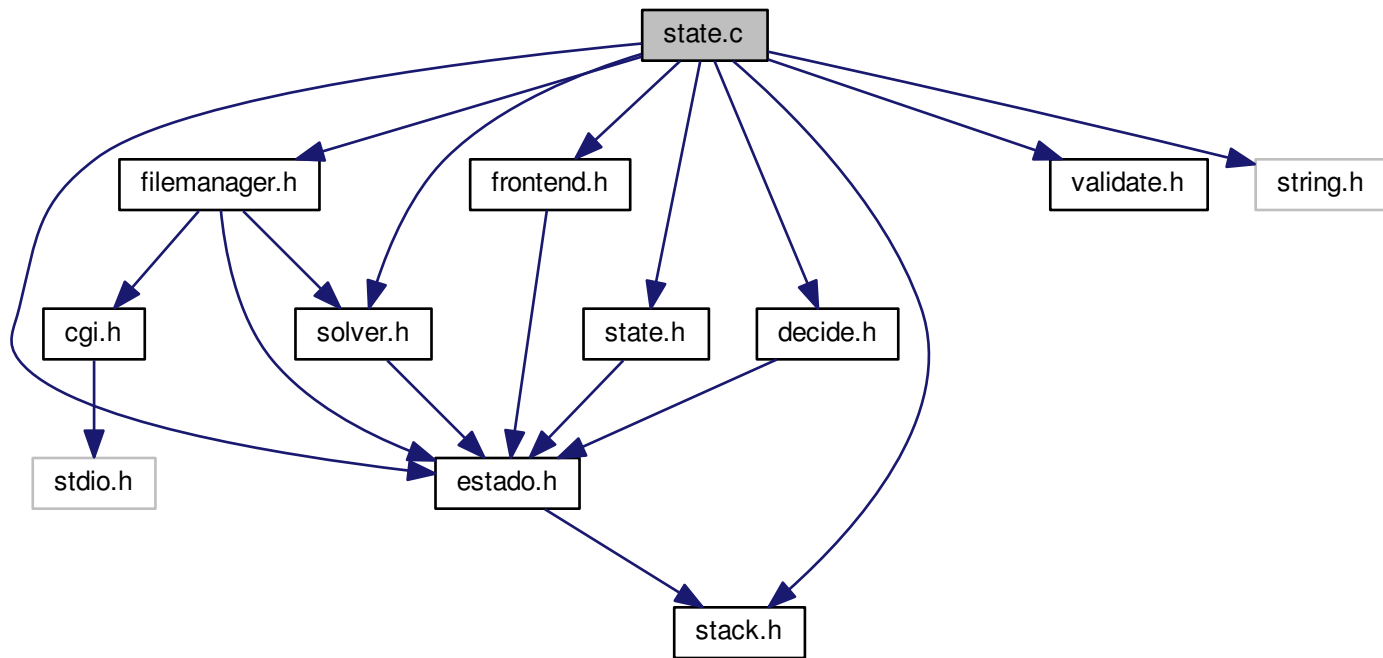 state.c
filemanager.h
frontend.h
validate.h
string.h
cgi.h
solver.h
state.h
decide.h
stdio.h
estado.h
stack.h